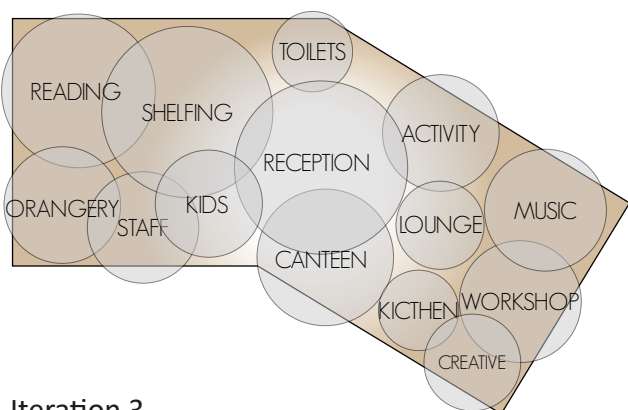 TOILETS
READING
SHELFING
ACTIVITY
RECEPTION
ORANGERY
KIDS
MUSIC
STAFF
LOUNGE
CANTEEN
KICTHEN
WORKSHOP
CREATIVE
Iteration 3